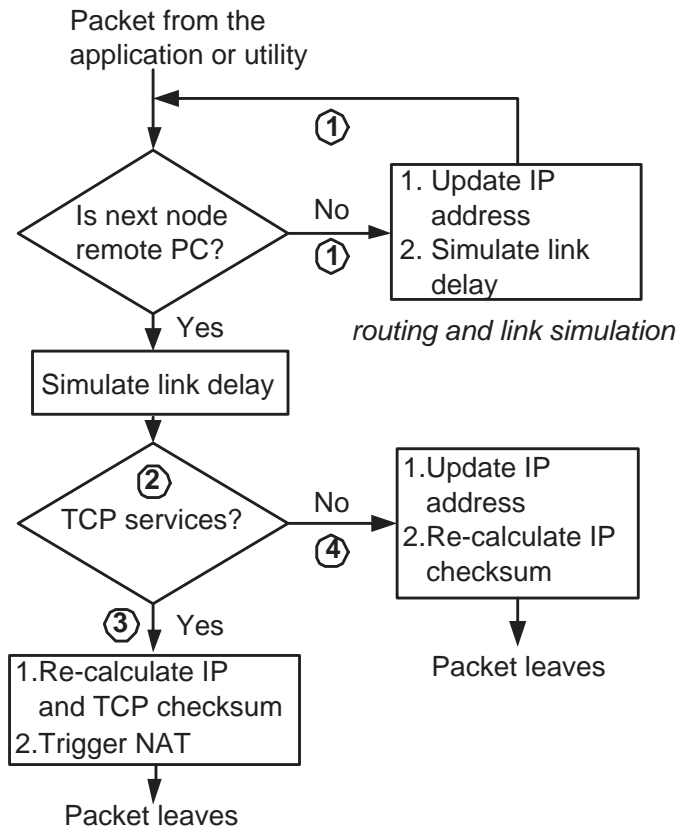 Packet from the
application or utility
1
Is next node
remote PC?
No
1
1. Update IP
address
2. Simulate link
delay
routing and link simulation
Yes
Simulate link delay
2
TCP services?
No
4
1.Update IP
address
2.Re-calculate IP
checksum
Packet leaves
3
Yes
1.Re-calculate IP
and TCP checksum
2.Trigger NAT
Packet leaves